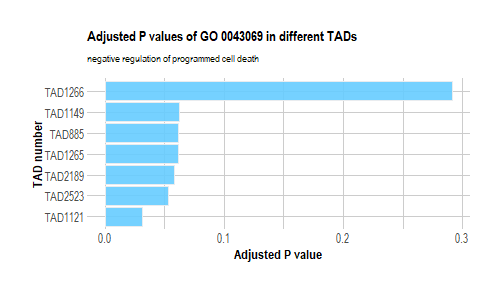 Adjusted P values of GO 0043069 in different TADs
negative regulation of programmed cell death
TAD number
TAD1266
TAD1149
TAD885
TAD1265
TAD2189
TAD2523
TAD1121
0.0 0.1 0.2 0.3
Adjusted P value